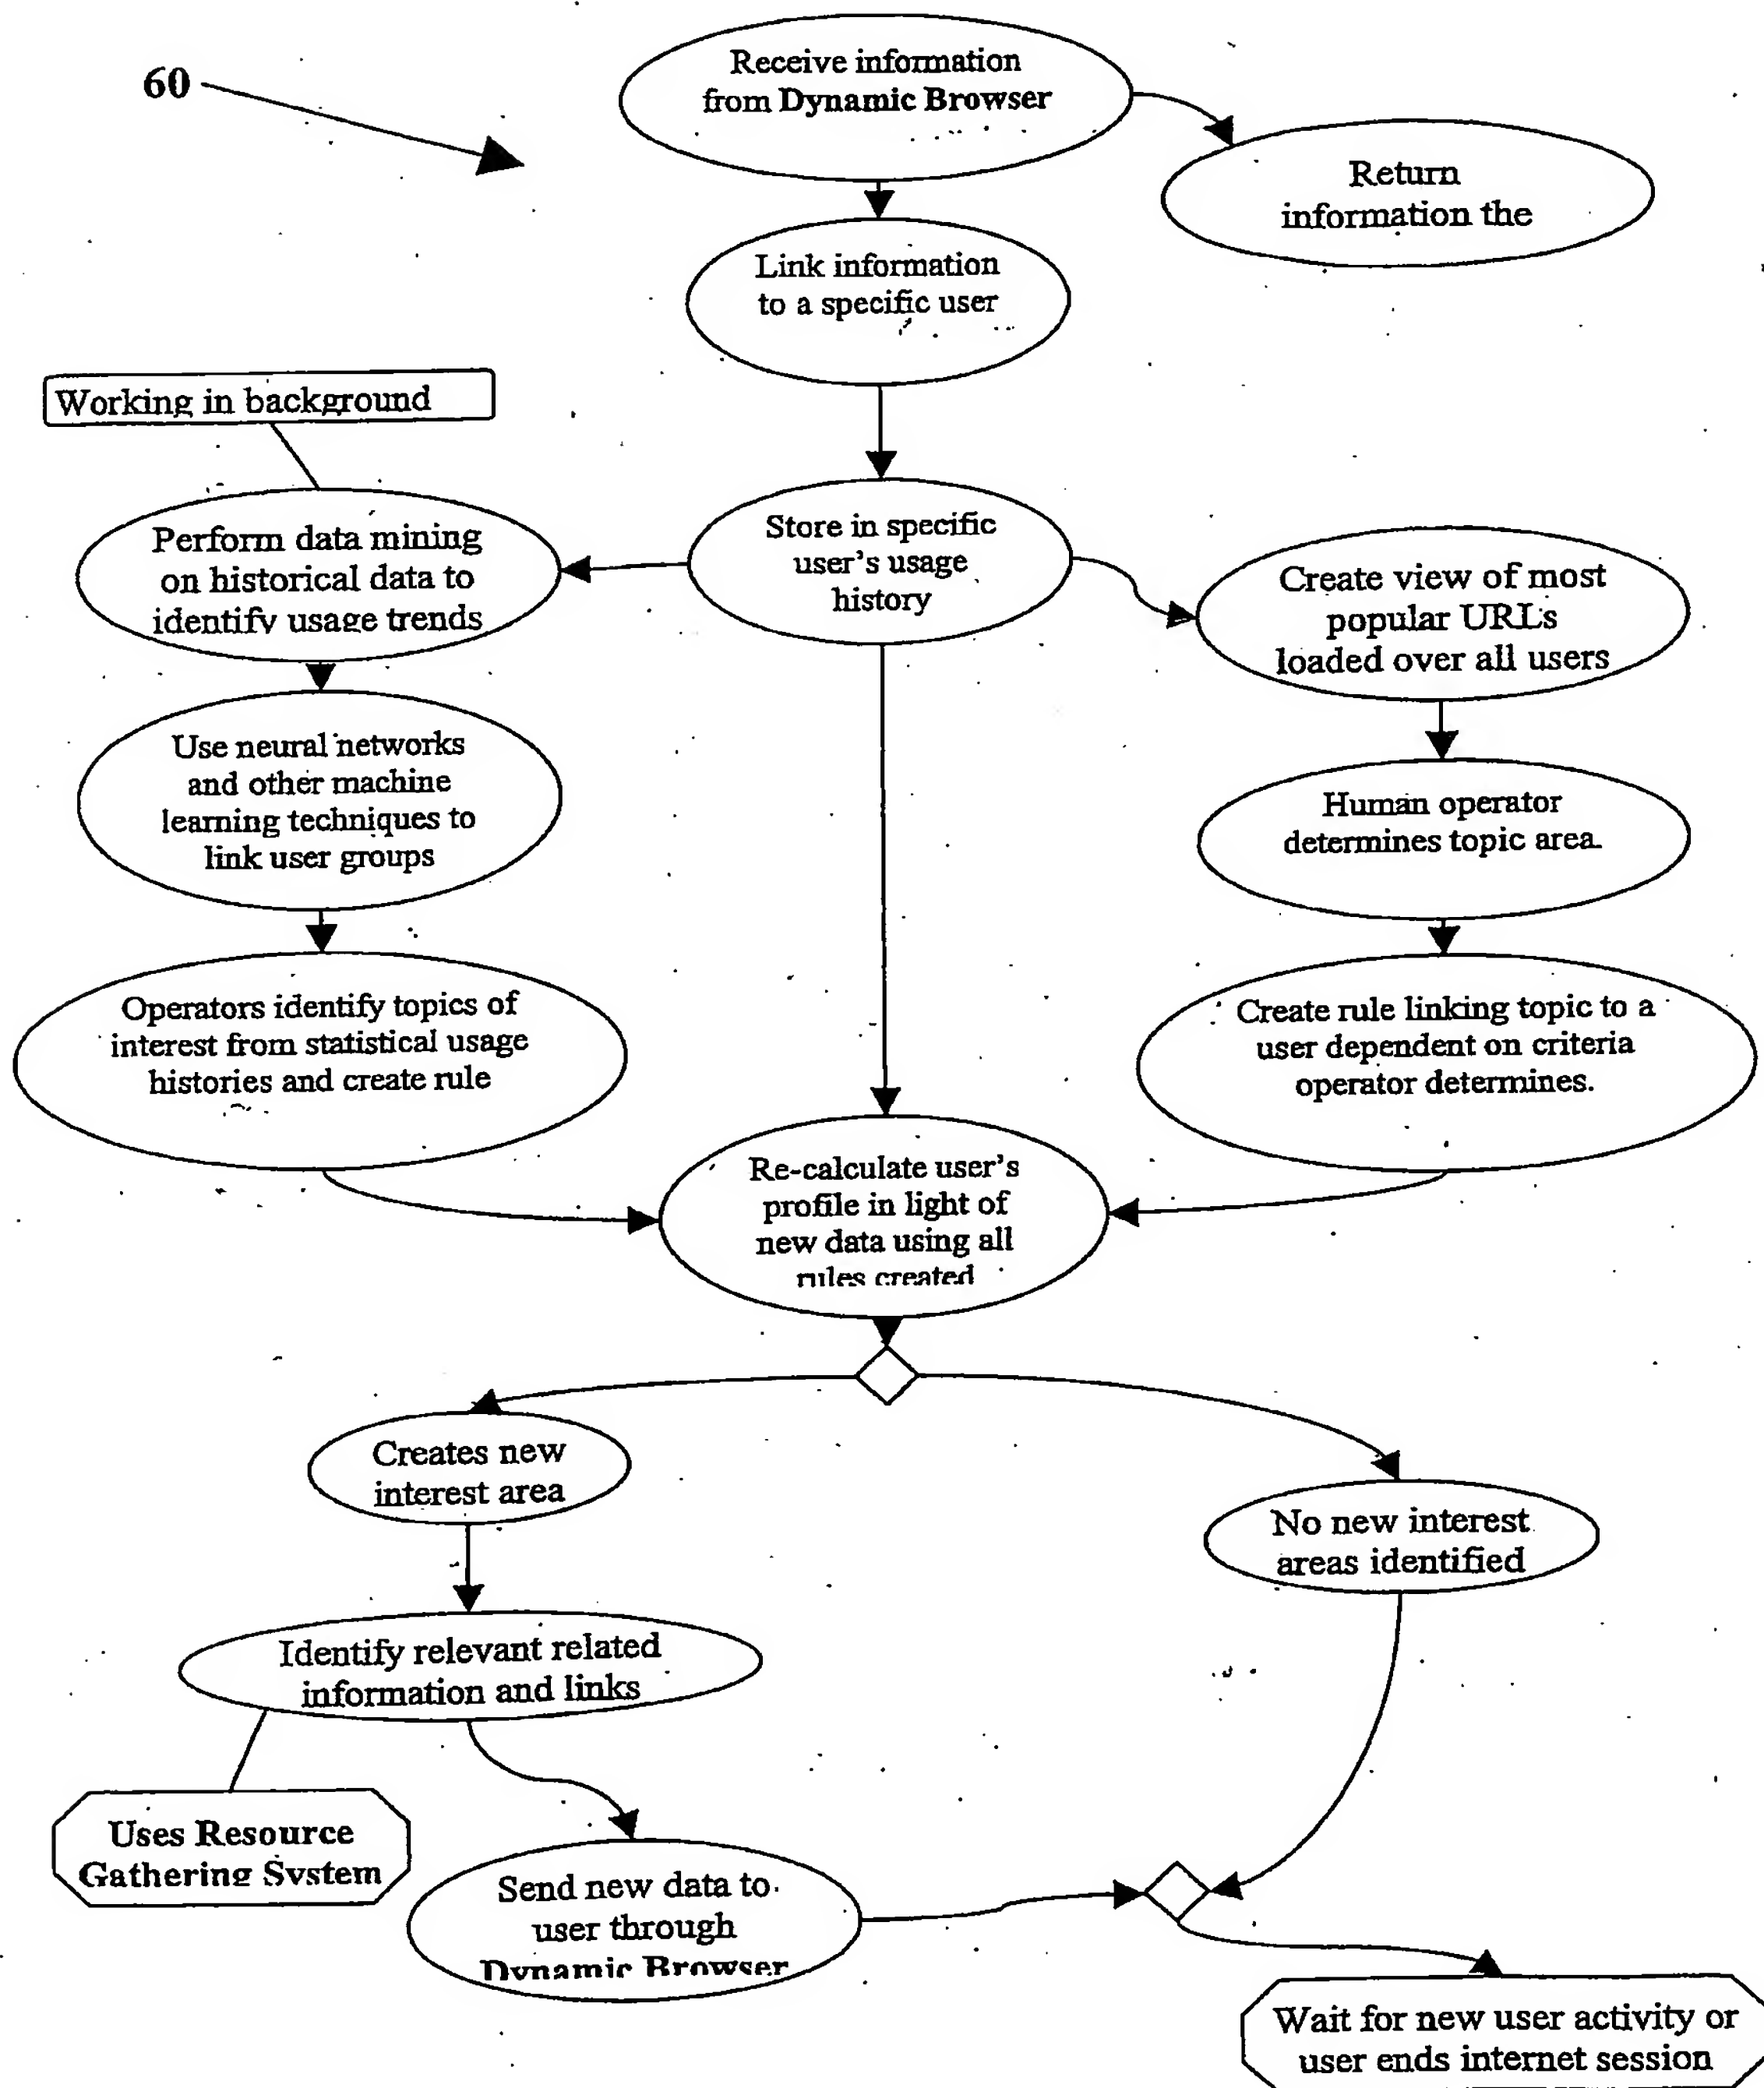 60
Receive information
from Dynamic Browser
Return
information the
Link information
to a specific user
Working in background
Perform data mining
on historical data to
identify usage trends
Store in specific
user's usage
history
Create view of most
popular URLs
loaded over all users
Use neural networks
and other machine
learning techniques to
link user groups
Human operator
determines topic area.
Operators identify topics of
interest from statistical usage
histories and create rule
Create rule linking topic to a
user dependent on criteria
operator determines.
Re-calculate user's
profile in light of
new data using all
rules created
Creates new
interest area
No new interest
areas identified
Identify relevant related
information and links
Uses Resource
Gathering System
Send new data to
user through
Dynamic Browser
Wait for new user activity or
user ends internet session